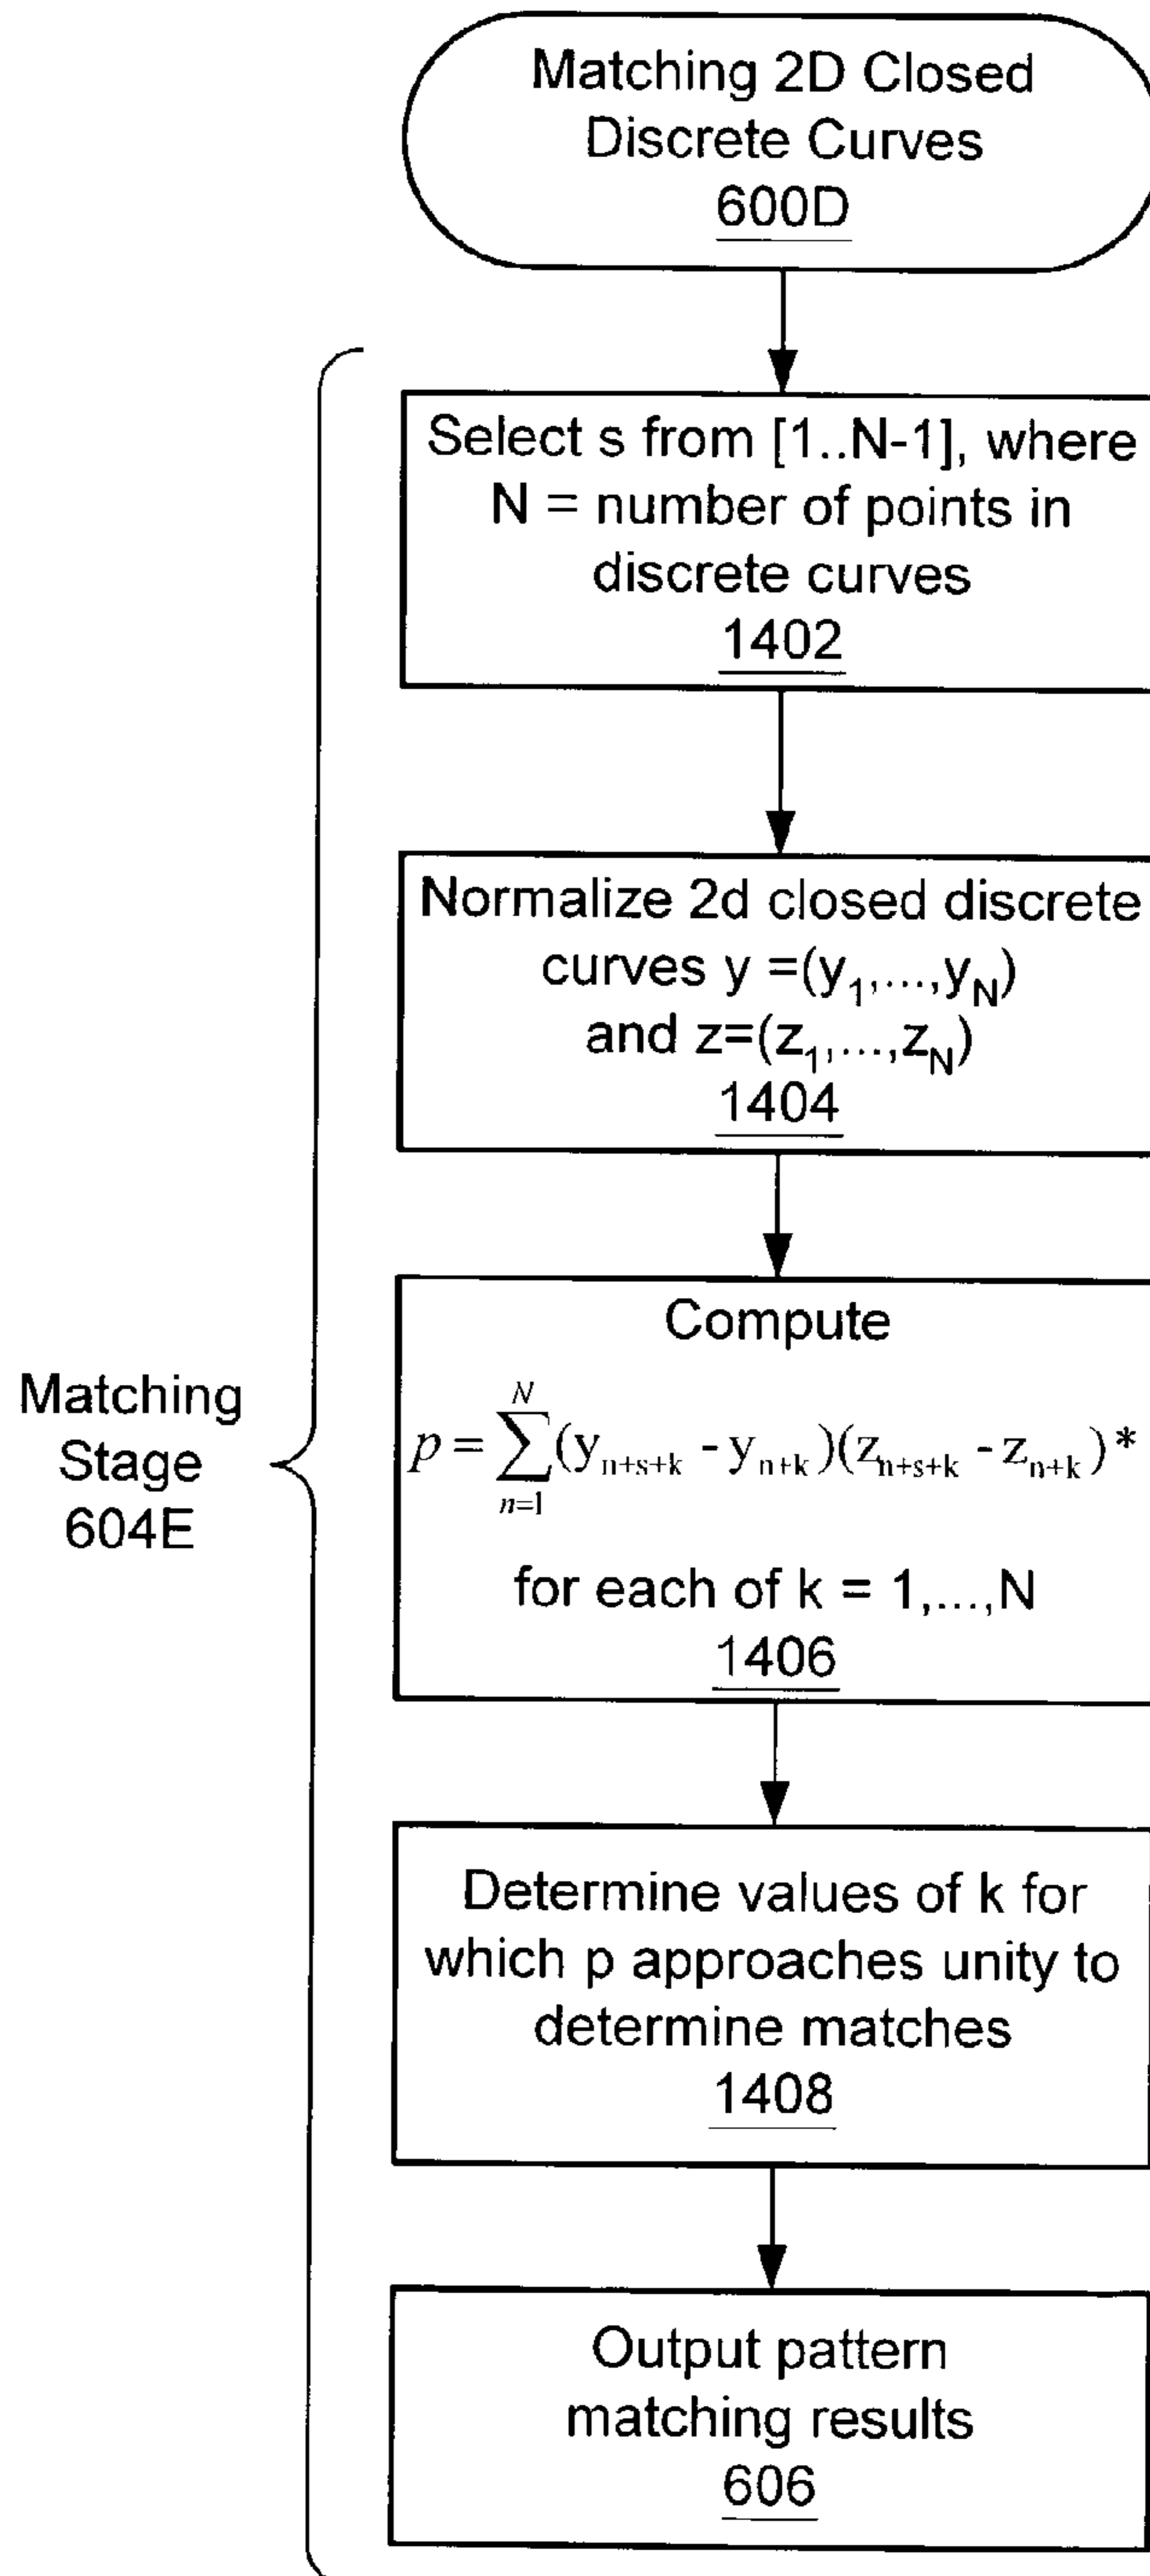 Matching 2D Closed
Discrete Curves
600D
Select s from [1..N-1], where
N = number of points in
discrete curves
1402
Normalize 2d closed discrete
curves y =(y₁,...,y_N)
and z=(z₁,...,z_N)
1404
Compute
p = \sum_{n=1}^{N} (y_{n+s+k} - y_{n+k})(z_{n+s+k} - z_{n+k})*
for each of k = 1,...,N
1406
Matching
Stage
604E
Determine values of k for
which p approaches unity to
determine matches
1408
Output pattern
matching results
606